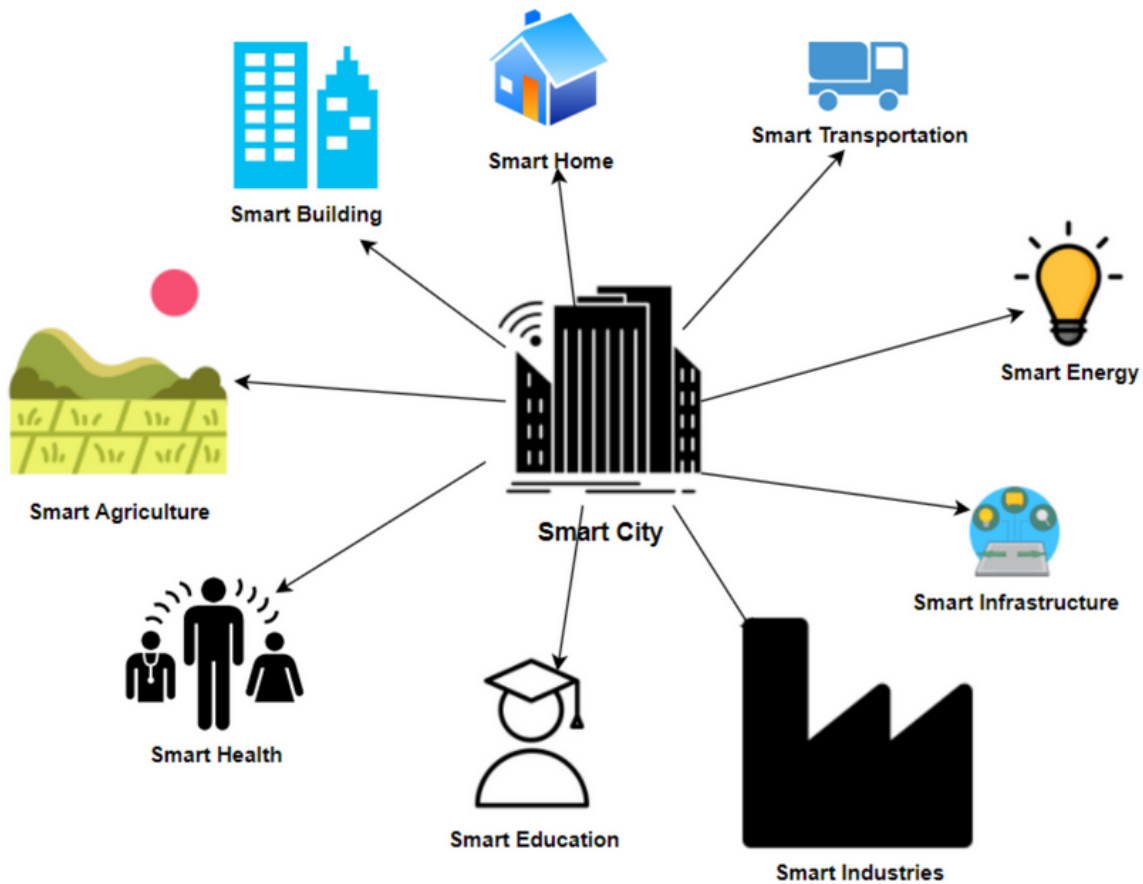 Smart Home
Smart Transportation
Smart Building
Smart Energy
Smart Agriculture
Smart City
Smart Infrastructure
Smart Health
Smart Education
Smart Industries